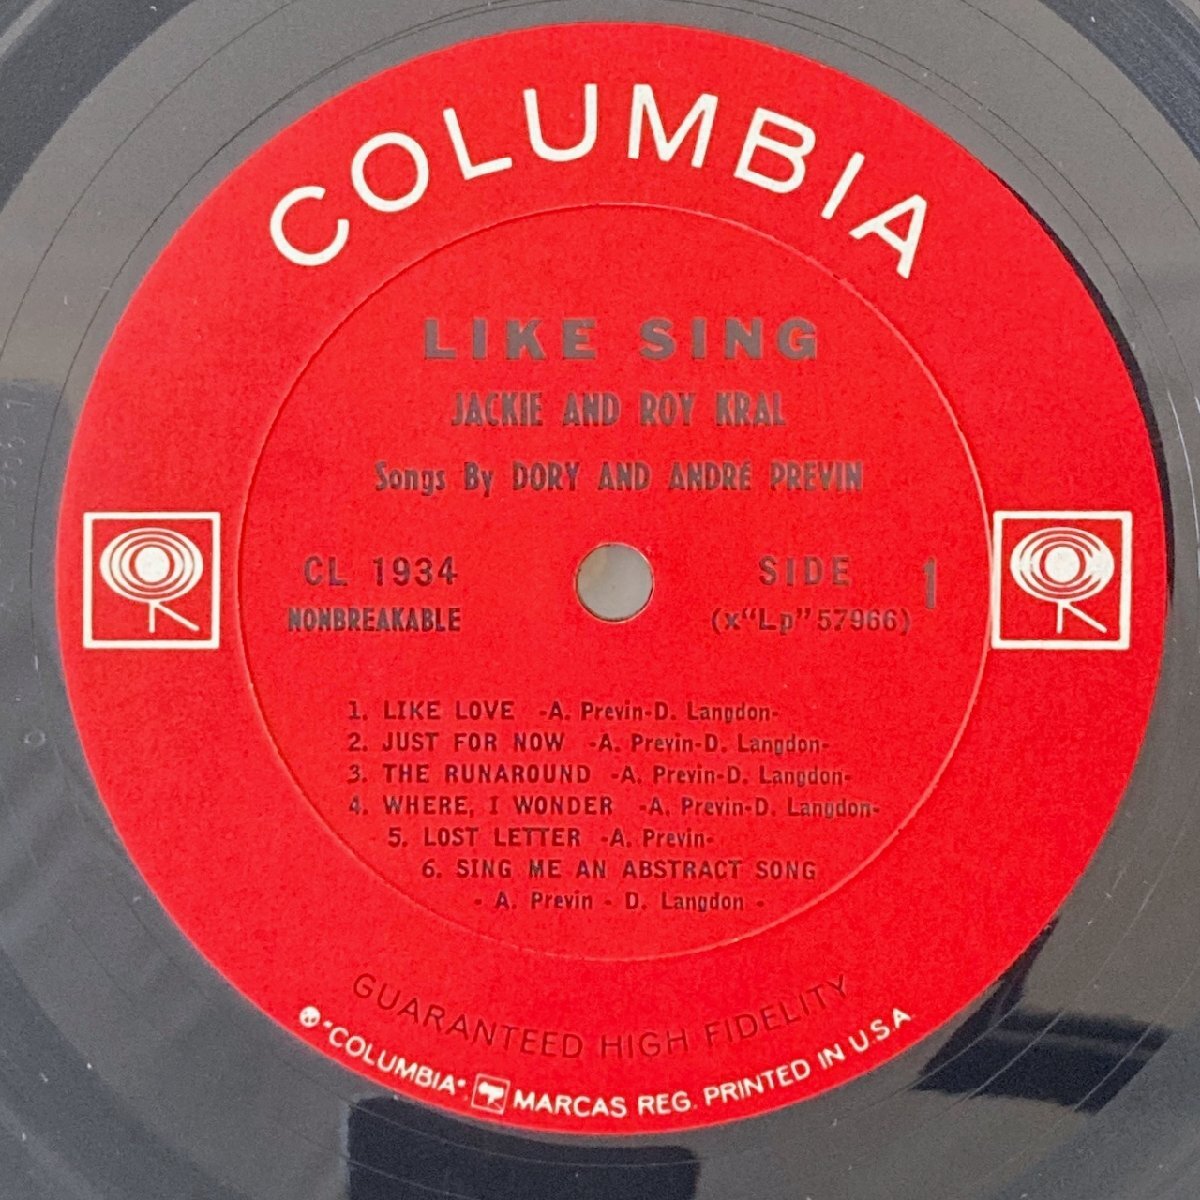 COLUMBIA
LIKE SING
JACKIE AND ROY KRAL
Songs By DORY AND ANDRÉ PREVIN
CL 1934
NONBREAKABLE
SIDE 1
(x“Lp”57966)
1. LIKE LOVE -A. Previn-D. Langdon-
2. JUST FOR NOW -A. Previn-D. Langdon-
3. THE RUNAROUND -A. Previn-D. Langdon-
4. WHERE, I WONDER -A. Previn-D. Langdon-
5. LOST LETTER -A. Previn-
6. SING ME AN ABSTRACT SONG
- A. Previn - D. Langdon -
GUARANTEED HIGH FIDELITY
"COLUMBIA", MARCAS REG. PRINTED IN U.S.A.